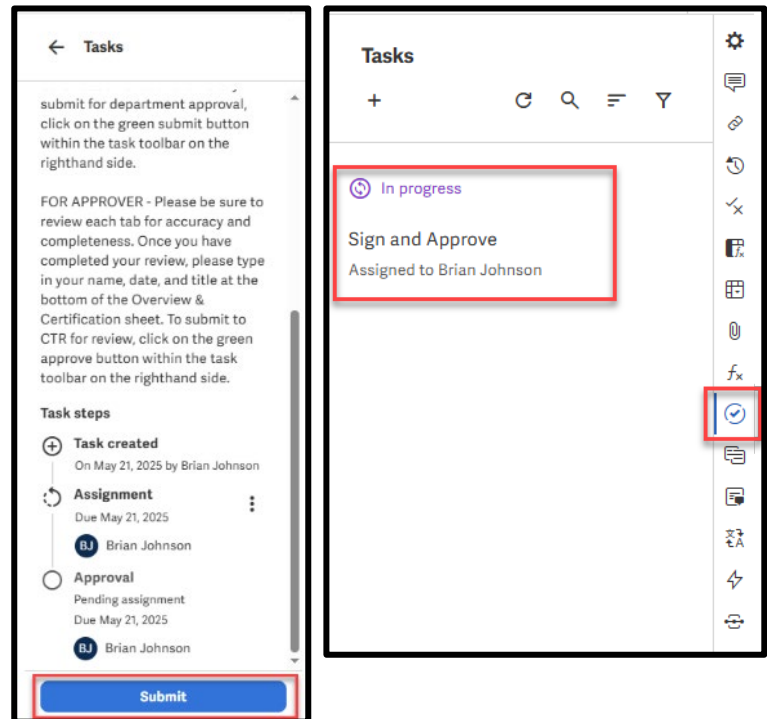 Tasks
submit for department approval,
click on the green submit button
within the task toolbar on the
righthand side.
FOR APPROVER - Please be sure to
review each tab for accuracy and
completeness. Once you have
completed your review, please type
in your name, date, and title at the
bottom of the Overview &
Certification sheet. To submit to
CTR for review, click on the green
approve button within the task
toolbar on the righthand side.
Task steps
Task created
On May 21, 2025 by Brian Johnson
Assignment
Due May 21, 2025
BJ Brian Johnson
Approval
Pending assignment
Due May 21, 2025
BJ Brian Johnson
Submit
Tasks
In progress
Sign and Approve
Assigned to Brian Johnson